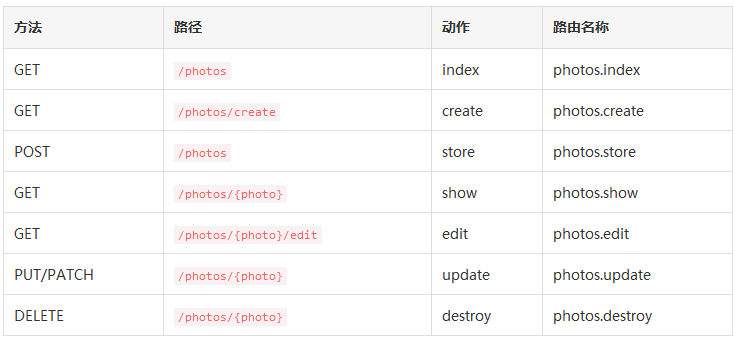 方法 路径 动作 路由名称
GET /photos index photos.index
GET /photos/create create photos.create
POST /photos store photos.store
GET /photos/{photo} show photos.show
GET /photos/{photo}/edit edit photos.edit
PUT/PATCH /photos/{photo} update photos.update
DELETE /photos/{photo} destroy photos.destroy